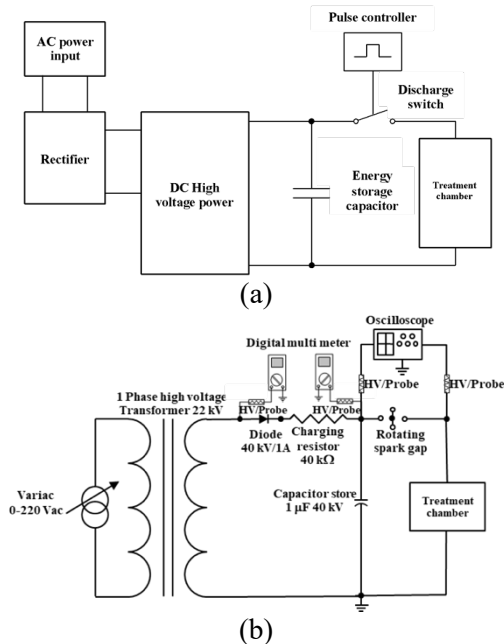 Pulse controller
AC power
input
Discharge
switch
Rectifier
DC High
voltage power
Energy
storage
capacitor
Treatment
chamber
(a)
Oscilloscope
Digital multi meter
HV/Probe
HV/Probe
1 Phase high voltage
Transformer 22 kV
HV/Probe
HV/Probe
Diode
40 kV/1A
Charging
resistor
40 kΩ
Rotating
spark gap
Variac
0-220 Vac
Capacitor store
1 μF 40 kV
Treatment
chamber
(b)